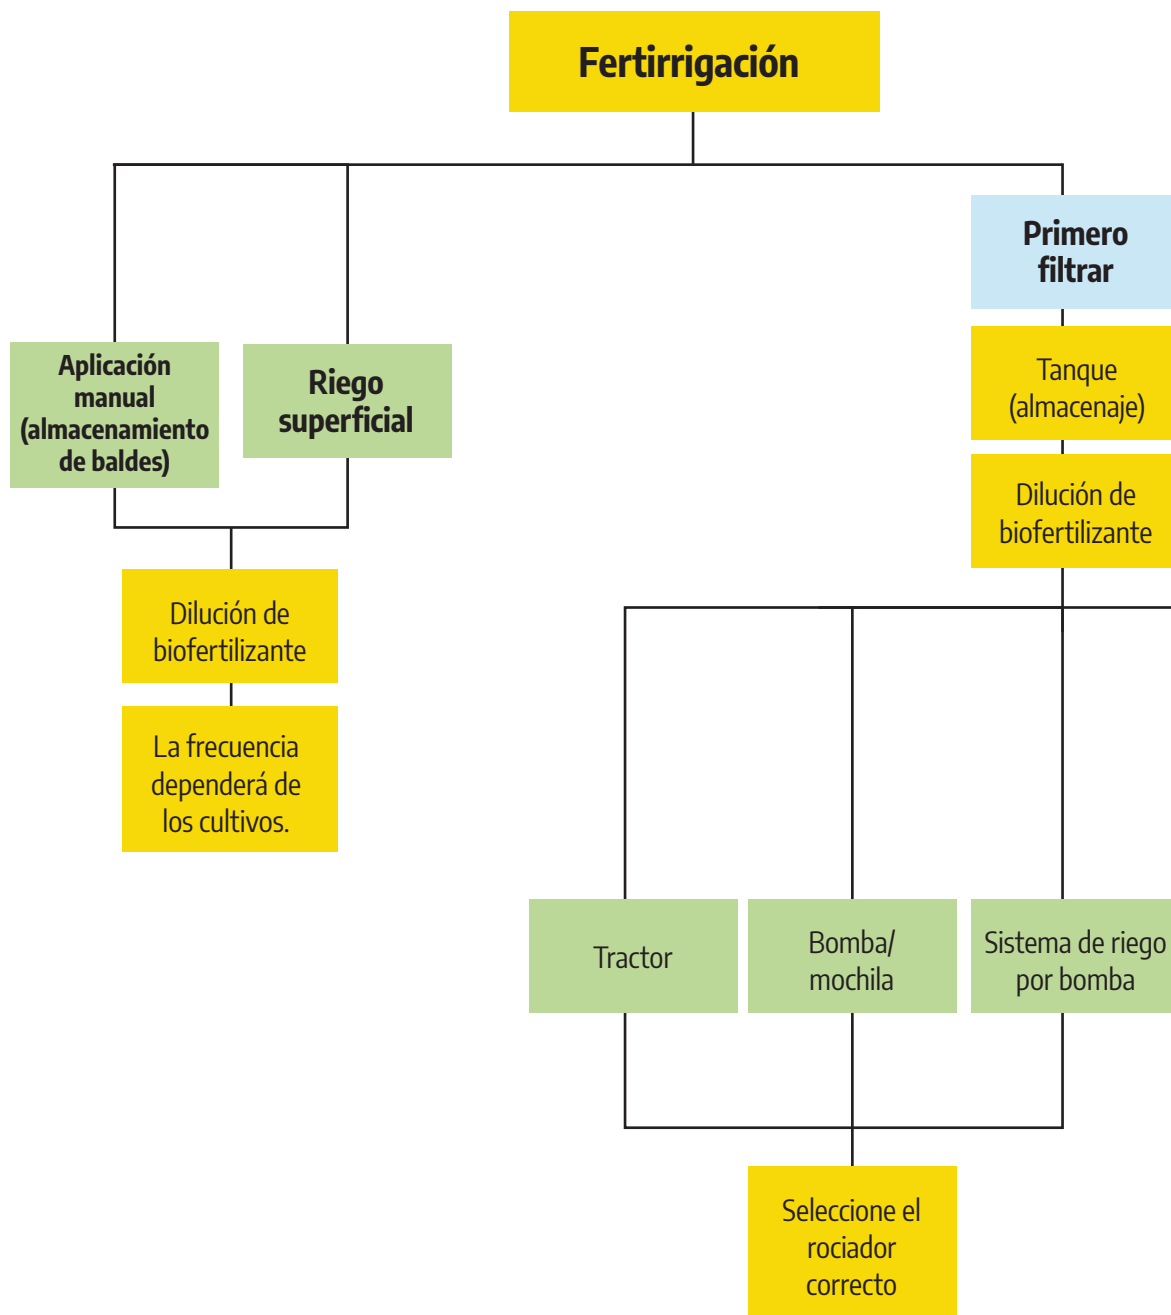 Fertirrigación
Primero
filtrar
Aplicación
manual
(almacenamiento
de baldes)
Riego
superficial
Tanque
(almacenaje)
Dilución de
biofertilizante
Dilución de
biofertilizante
La frecuencia
dependerá de
los cultivos.
Tractor
Bomba/
mochila
Sistema de riego
por bomba
Seleccione el
rociador
correcto